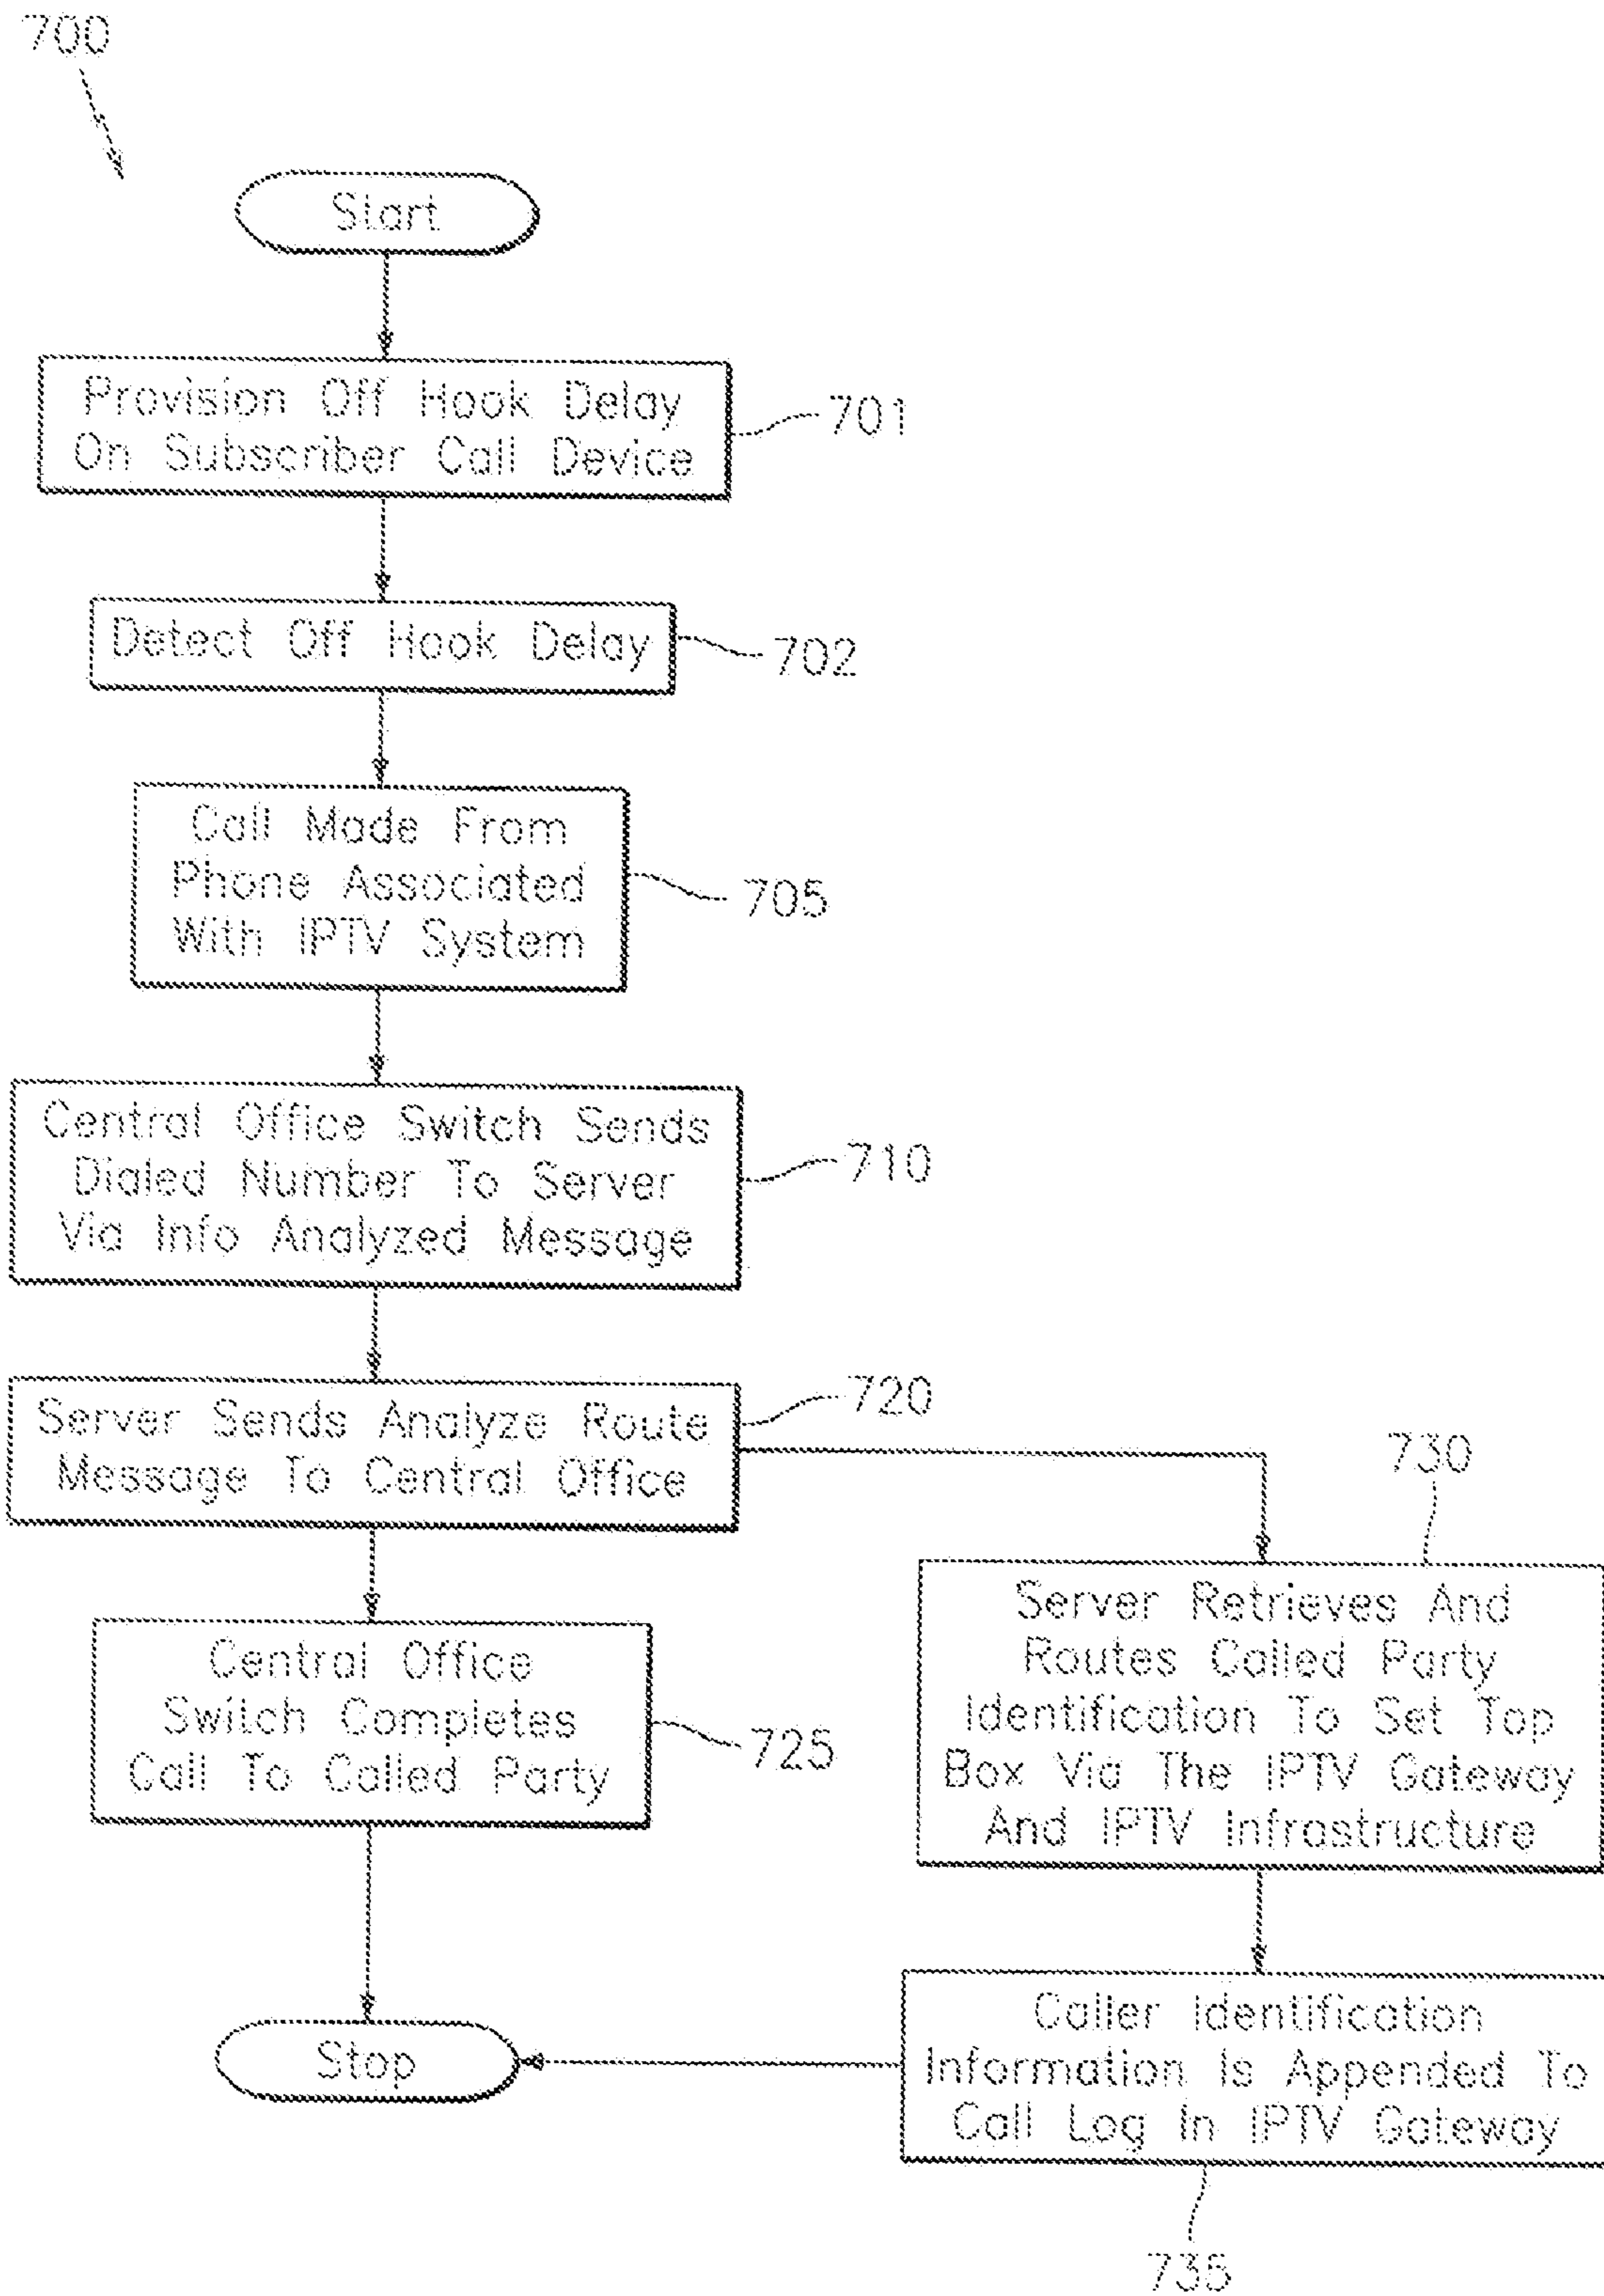 700
Start
Provision Off Hook Delay
On Subscriber Call Device
701
Detect Off Hook Delay
702
Call Made From
Phone Associated
With IPTV System
705
Central Office Switch Sends
Dialed Number To Server
Via Info Analyzed Message
710
Server Sends Analyze Route
Message To Central Office
720
730
Central Office
Switch Completes
Call To Called Party
725
Server Retrieves And
Routes Called Party
Identification To Set Top
Box Via The IPTV Gateway
And IPTV Infrastructure
Stop
Caller Identification
Information Is Appended To
Call Log In IPTV Gateway
735